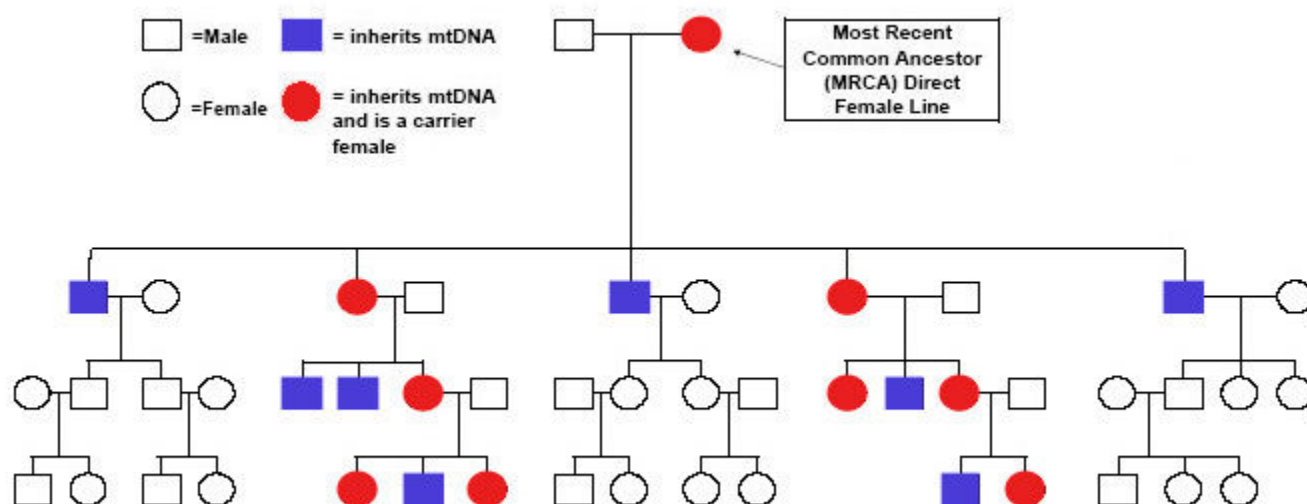 =Male
= inherits mtDNA
=Female
= inherits mtDNA
and is a carrier
female
Most Recent
Common Ancestor
(MRCA) Direct
Female Line